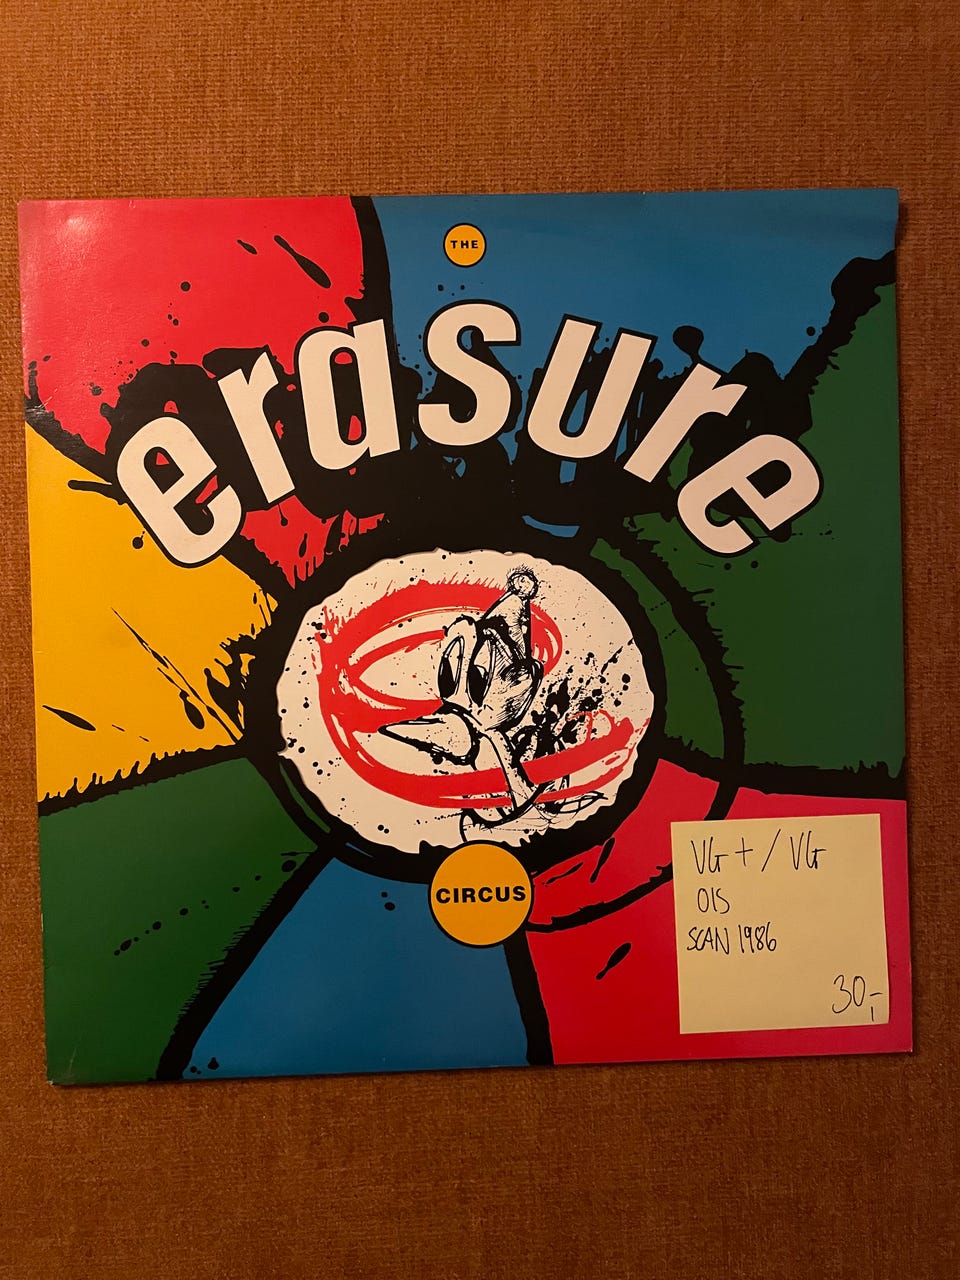 THE
erasure
CIRCUS
VG+/VG
OIS
SCAN 1986
30,-